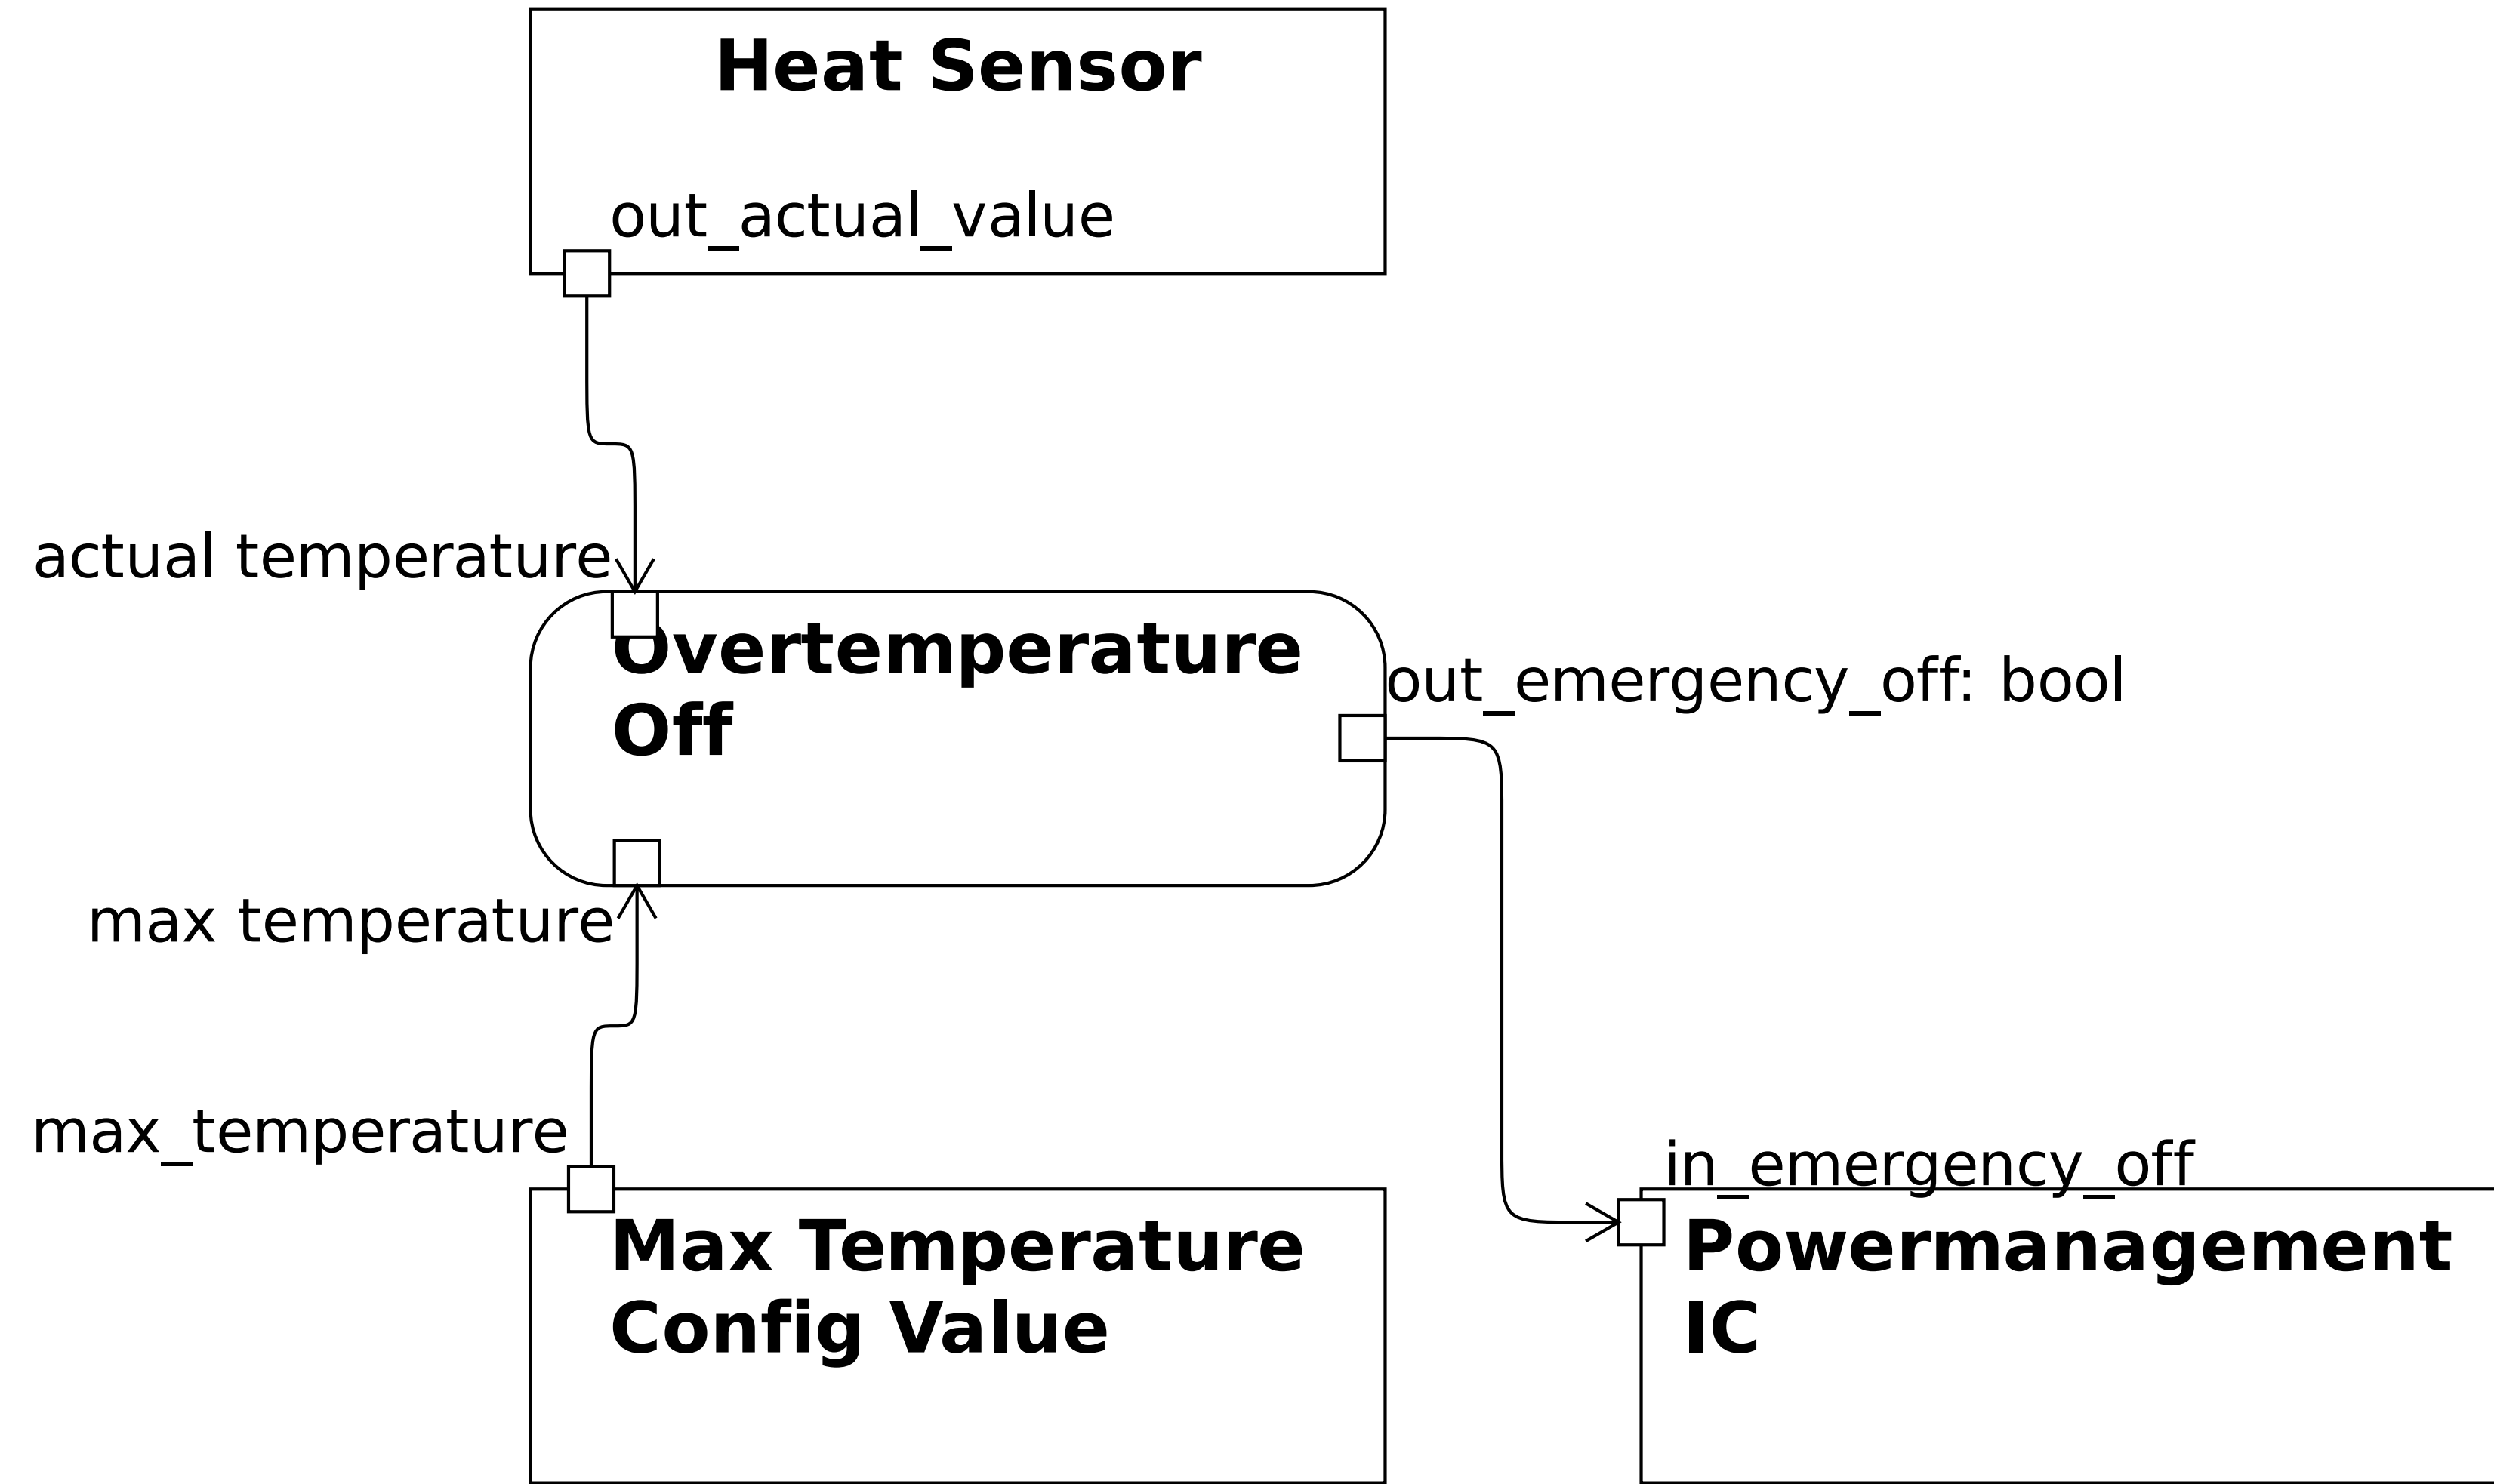 Heat Sensor
out_actual_value
actual temperature
Overtemperature
Off
out_emergency_off: bool
max temperature
max_temperature
in_emergency_off
Max Temperature
Config Value
Powermanagement
IC